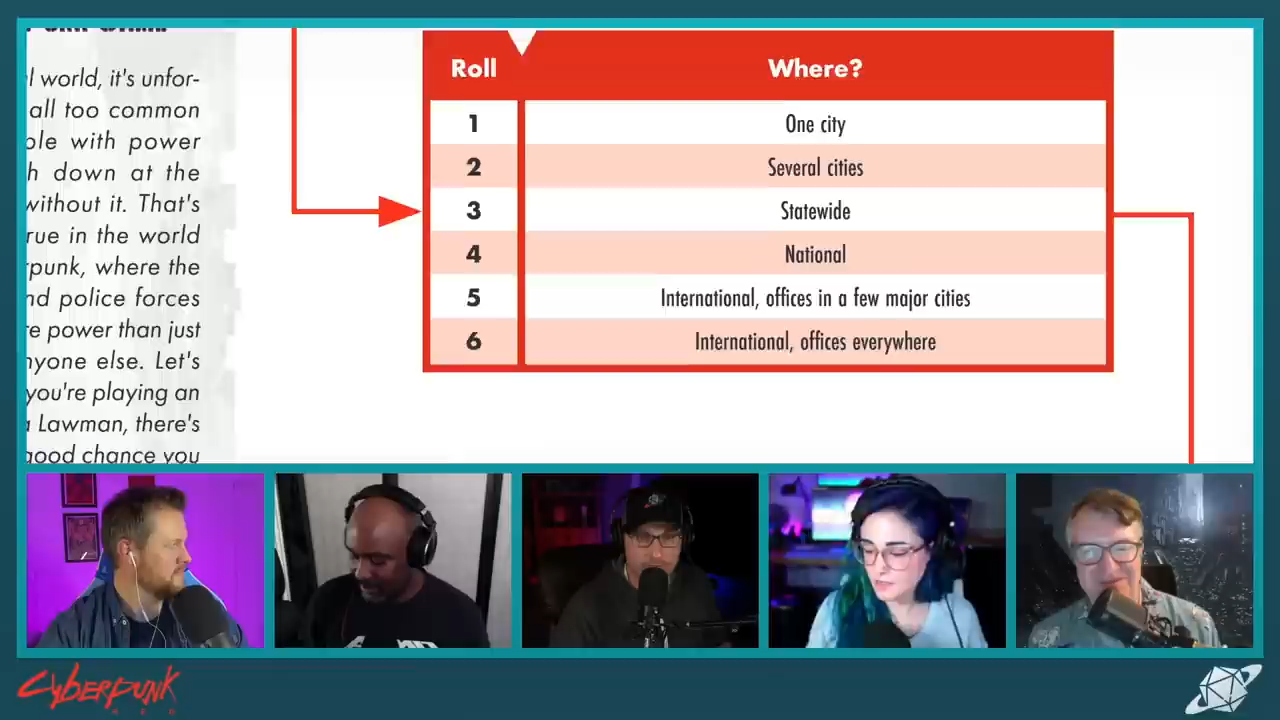 l world, it's unfor-
all too common
ble with power
h down at the
without it. That's
rue in the world
rpunk, where the
nd police forces
re power than just
nyone else. Let's
you're playing an
a Lawman, there's
good chance you
Roll Where?
1 One city
2 Several cities
3 Statewide
4 National
5 International, offices in a few major cities
6 International, offices everywhere
CYBERPUNK
RED